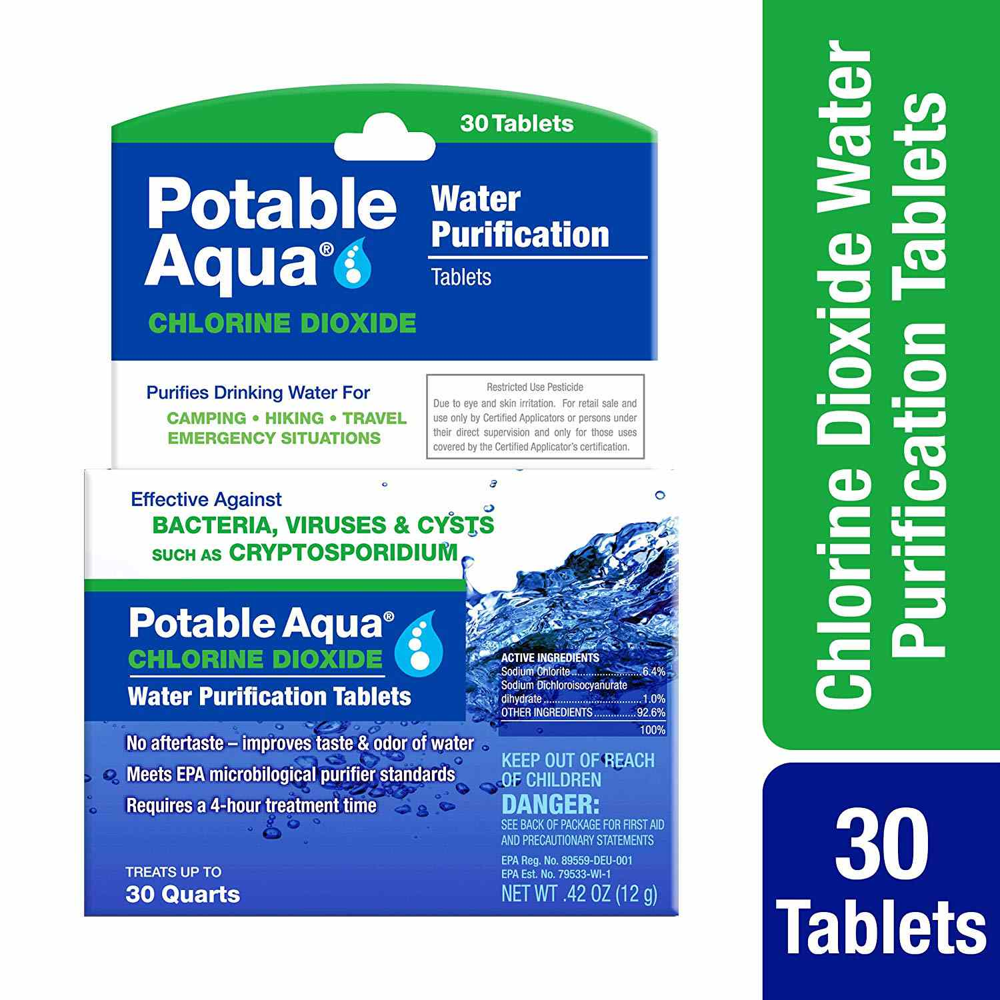 30 Tablets
Potable
Aqua®
CHLORINE DIOXIDE
Water
Purification
Tablets
Purifies Drinking Water For
CAMPING • HIKING • TRAVEL
EMERGENCY SITUATIONS
Restricted Use Pesticide
Due to eye and skin irritation. For retail sale and
use only by Certified Applicators or persons under
their direct supervision and only for those uses
covered by the Certified Applicator's certification.
Effective Against
BACTERIA, VIRUSES & CYSTS
SUCH AS CRYPTOSPORIDIUM
Potable Aqua®
CHLORINE DIOXIDE
Water Purification Tablets
No aftertaste – improves taste & odor of water
Meets EPA microbilogical purifier standards
Requires a 4-hour treatment time
TREATS UP TO
30 Quarts
ACTIVE INGREDIENTS
Sodium Chlorite.....................6.4%
Sodium Dichloroisocyanurate
dihydrate..............................1.0%
OTHER INGREDIENTS.............92.6%
100%
KEEP OUT OF REACH
OF CHILDREN
DANGER:
SEE BACK OF PACKAGE FOR FIRST AID
AND PRECAUTIONARY STATEMENTS
EPA Reg. No. 89559-DEU-001
EPA Est. No. 79533-WI-1
NET WT .42 OZ (12 g)
Chlorine Dioxide Water
Purification Tablets
30
Tablets